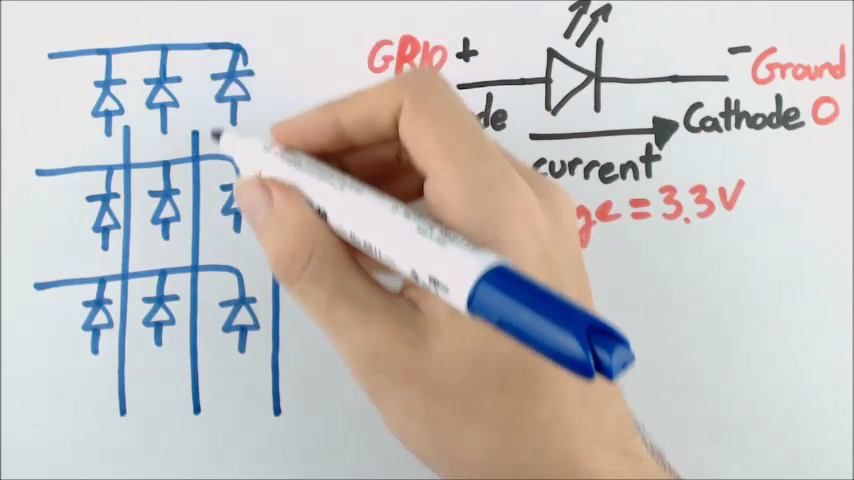 GPIO + - Ground
Cathode 0
current
= 3.3V